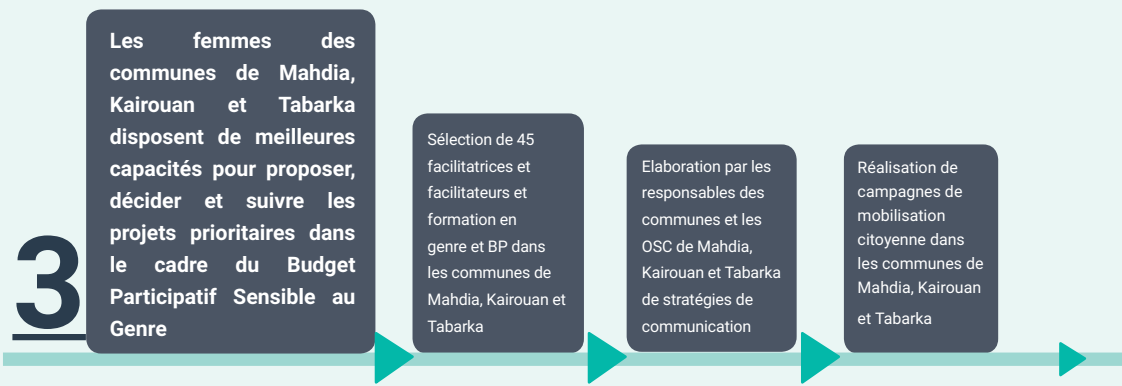 3
Les femmes des
communes de Mahdia,
Kairouan et Tabarka
disposent de meilleures
capacités pour proposer,
décider et suivre les
projets prioritaires dans
le cadre du Budget
Participatif Sensible au
Genre
Sélection de 45
facilitatrices et
facilitateurs et
formation en
genre et BP dans
les communes de
Mahdia, Kairouan et
Tabarka
Elaboration par les
responsables des
communes et les
OSC de Mahdia,
Kairouan et Tabarka
de stratégies de
communication
Réalisation de
campagnes de
mobilisation
citoyenne dans
les communes de
Mahdia, Kairouan
et Tabarka